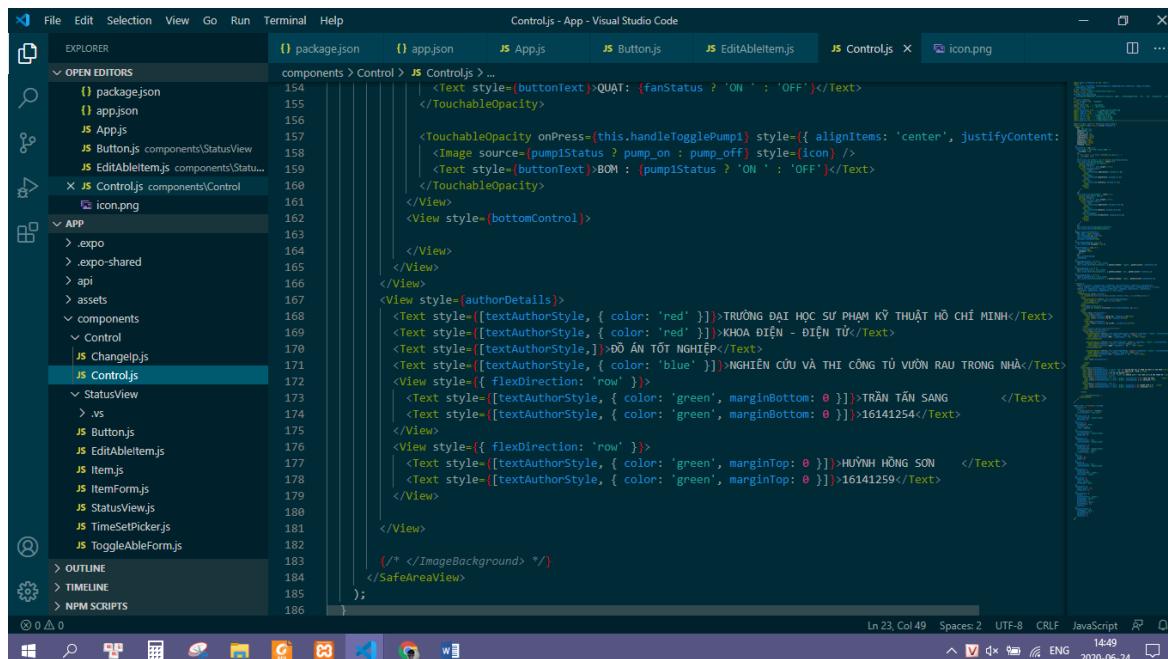 File Edit Selection View Go Run Terminal Help Control.js - App - Visual Studio Code
EXPLORER
OPEN EDITORS
{} package.json
{} app.json
JS App.js
JS Button.js components\StatusView
JS EditAbleItem.js components\Statu...
JS Control.js components\Control
icon.png
APP
.expo
.expo-shared
api
assets
components
Control
JS ChangeIp.js
JS Control.js
StatusView
.vs
JS Button.js
JS EditAbleItem.js
JS Item.js
JS ItemForm.js
JS StatusView.js
JS TimeSetPicker.js
JS ToggleAbleForm.js
OUTLINE
TIMELINE
NPM SCRIPTS
{} package.json {} app.json JS App.js JS Button.js JS EditAbleItem.js JS Control.js icon.png
components > Control > JS Control.js > ...
154 <Text style={buttonText}>QUẠT: {fanStatus ? 'ON ' : 'OFF'}</Text>
155 </TouchableOpacity>
156
157 <TouchableOpacity onPress={this.handleTogglePump1} style={{ alignItems: 'center', justifyContent:
158 <Image source={pump1Status ? pump_on : pump_off} style={icon} />
159 <Text style={buttonText}>BƠM : {pump1Status ? 'ON ' : 'OFF'}</Text>
160 </TouchableOpacity>
161 </View>
162 <View style={bottomControl}>
163
164 </View>
165 </View>
166 </View>
167 <View style={authorDetails}>
168 <Text style={[textAuthorStyle, { color: 'red' }]}>TRƯỜNG ĐẠI HỌC SƯ PHẠM KỸ THUẬT HỒ CHÍ MINH</Text>
169 <Text style={[textAuthorStyle, { color: 'red' }]}>KHOA ĐIỆN - ĐIỆN TỬ</Text>
170 <Text style={[textAuthorStyle,]}>ĐỒ ÁN TỐT NGHIỆP</Text>
171 <Text style={[textAuthorStyle, { color: 'blue' }]}>NGHIÊN CỨU VÀ THI CÔNG TỦ VƯỜN RAU TRONG NHÀ</Text>
172 <View style={{ flexDirection: 'row' }}>
173 <Text style={[textAuthorStyle, { color: 'green', marginBottom: 0 }]}>TRẦN TẤN SANG </Text>
174 <Text style={[textAuthorStyle, { color: 'green', marginBottom: 0 }]}>16141254</Text>
175 </View>
176 <View style={{ flexDirection: 'row' }}>
177 <Text style={[textAuthorStyle, { color: 'green', marginTop: 0 }]}>HUỲNH HỒNG SƠN </Text>
178 <Text style={[textAuthorStyle, { color: 'green', marginTop: 0 }]}>16141259</Text>
179 </View>
180
181 </View>
182
183 {/* </ImageBackground> */}
184 </SafeAreaView>
185 );
186 }
0 0 Ln 23, Col 49 Spaces: 2 UTF-8 CRLF JavaScript
ENG 14:49
2020-06-24